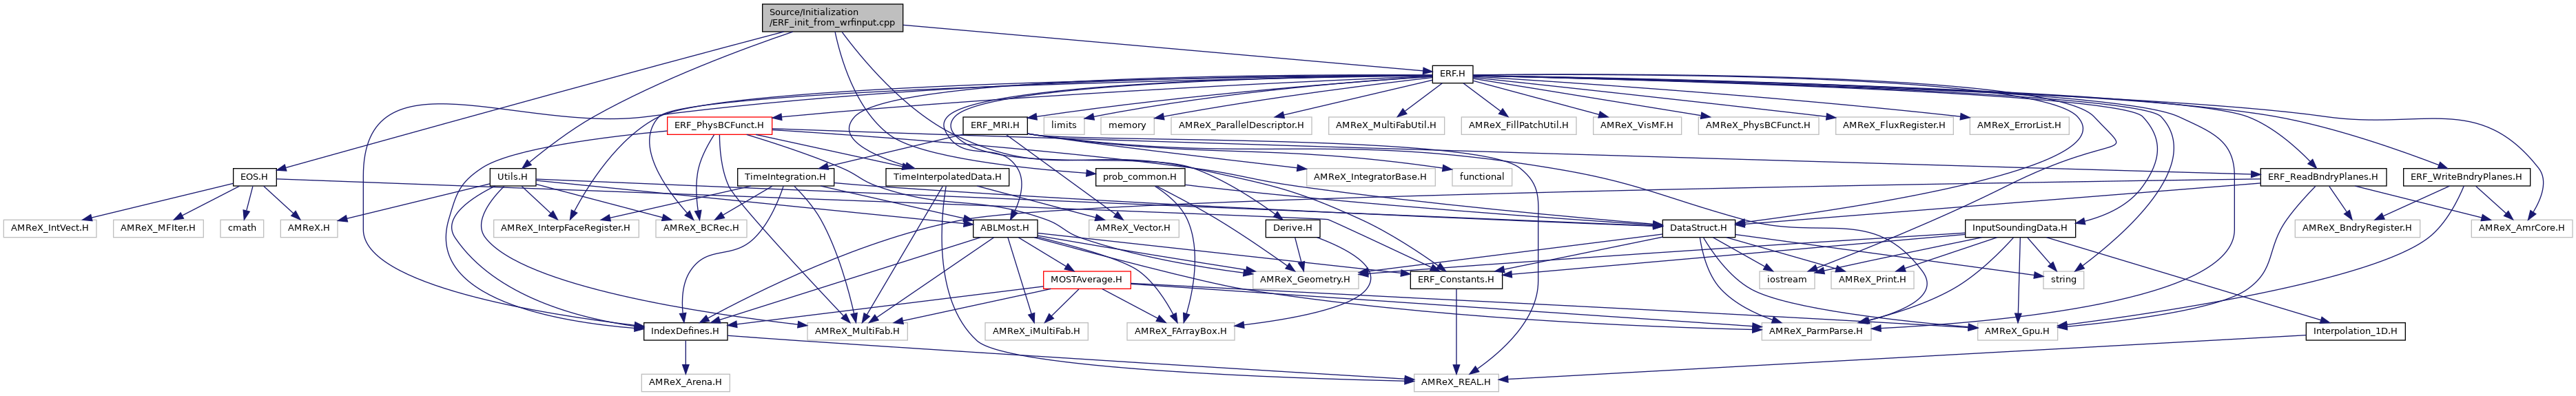 Source/Initialization
/ERF_init_from_wrfinput.cpp
ERF.H
ERF_PhysBCFunct.H
ERF_MRI.H
limits
memory
AMReX_ParallelDescriptor.H
AMReX_MultiFabUtil.H
AMReX_FillPatchUtil.H
AMReX_VisMF.H
AMReX_PhysBCFunct.H
AMReX_FluxRegister.H
AMReX_ErrorList.H
EOS.H
Utils.H
TimeIntegration.H
TimeInterpolatedData.H
prob_common.H
AMReX_IntegratorBase.H
functional
ERF_ReadBndryPlanes.H
ERF_WriteBndryPlanes.H
AMReX_IntVect.H
AMReX_MFIter.H
cmath
AMReX.H
AMReX_InterpFaceRegister.H
AMReX_BCRec.H
ABLMost.H
AMReX_Vector.H
Derive.H
DataStruct.H
InputSoundingData.H
AMReX_BndryRegister.H
AMReX_AmrCore.H
MOSTAverage.H
AMReX_Geometry.H
ERF_Constants.H
iostream
AMReX_Print.H
string
IndexDefines.H
AMReX_MultiFab.H
AMReX_iMultiFab.H
AMReX_FArrayBox.H
AMReX_ParmParse.H
AMReX_Gpu.H
Interpolation_1D.H
AMReX_Arena.H
AMReX_REAL.H